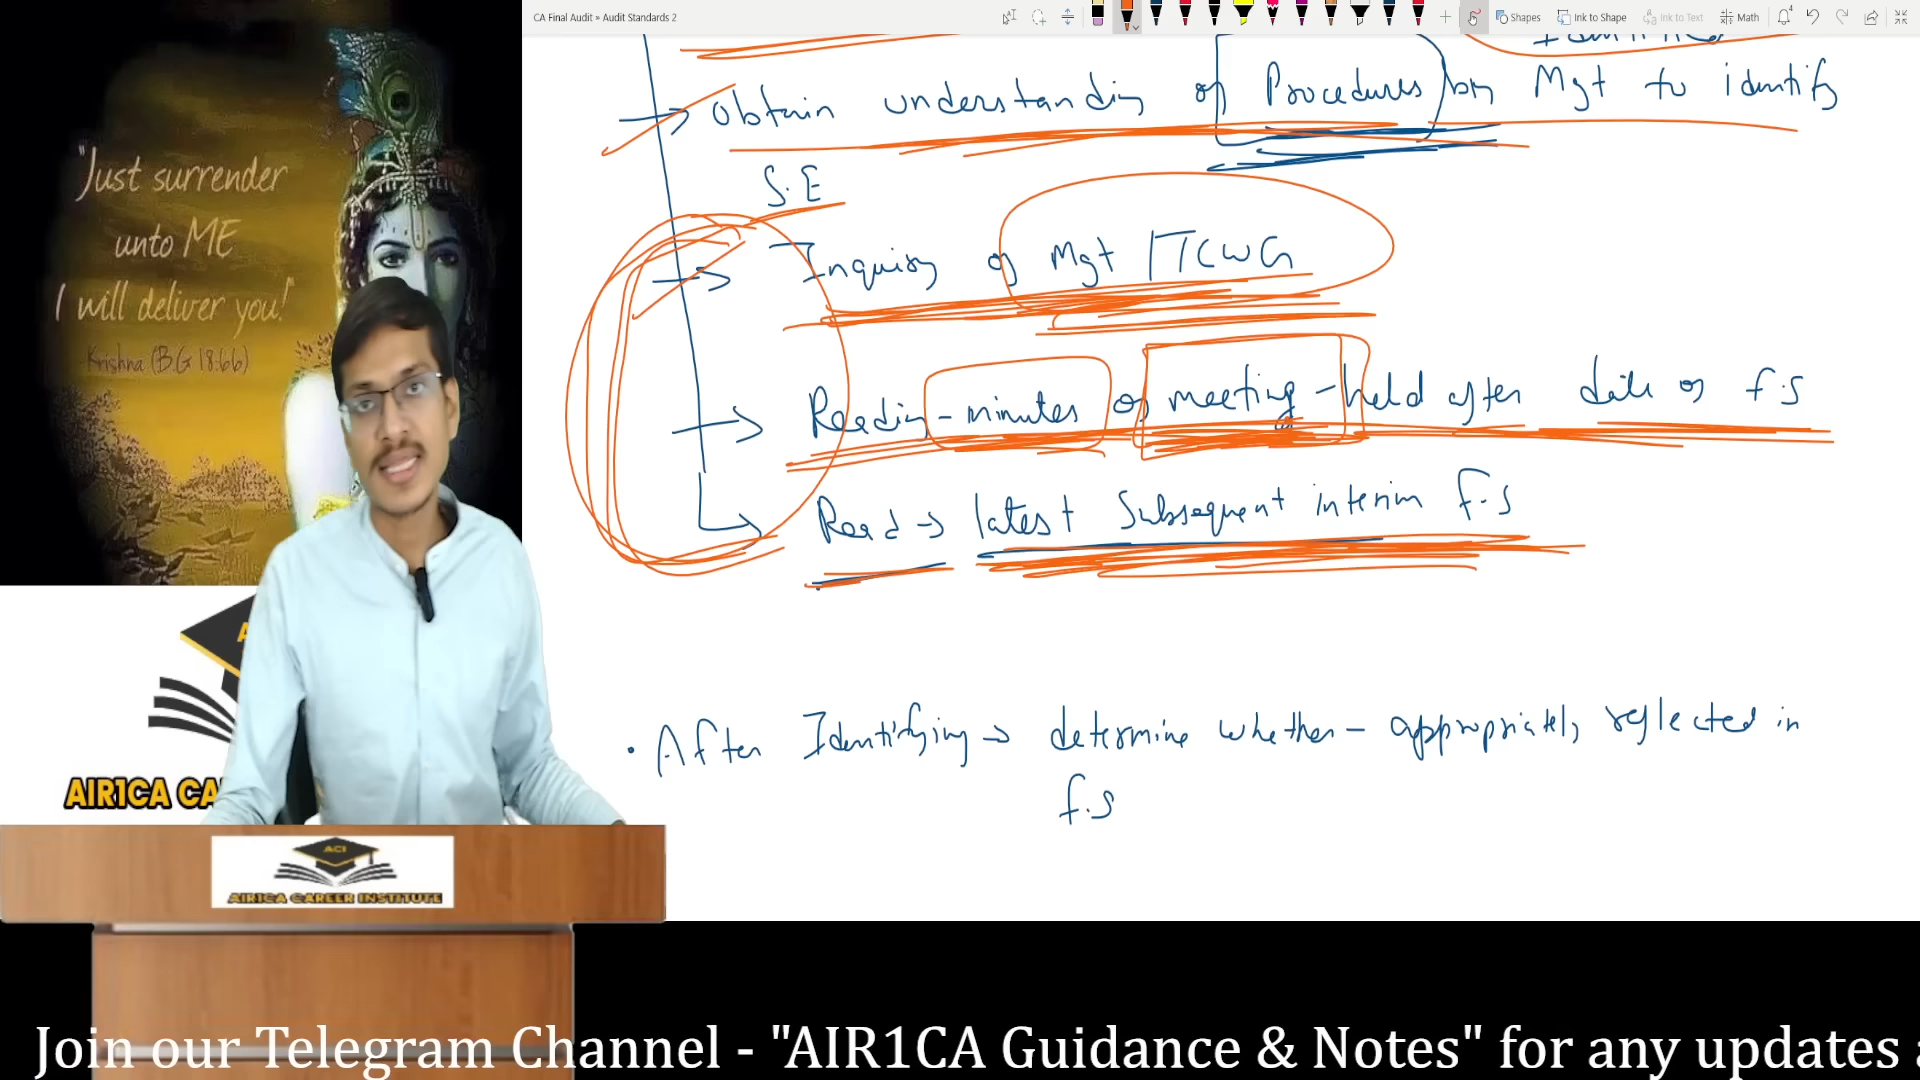 CA Final Audit » Audit Standards 2
Shapes
Ink to Shape
Ink to Text
Math
→ Obtain understanding of Procedures by Mgt to identify
S.E
→ Inquiry of Mgt / TCWG
→ Reading - minutes of meeting - held after date of f.s
→ Read → latest subsequent interim f.s
• After Identifying → determine whether - appropriately reflected in
f.s
"Just surrender
unto ME
I will deliver you!"
- Krishna (B.G 18:66)
AIR1CA CA
ACI
AIR1CA CAREER INSTITUTE
Join our Telegram Channel - "AIR1CA Guidance & Notes" for any updates